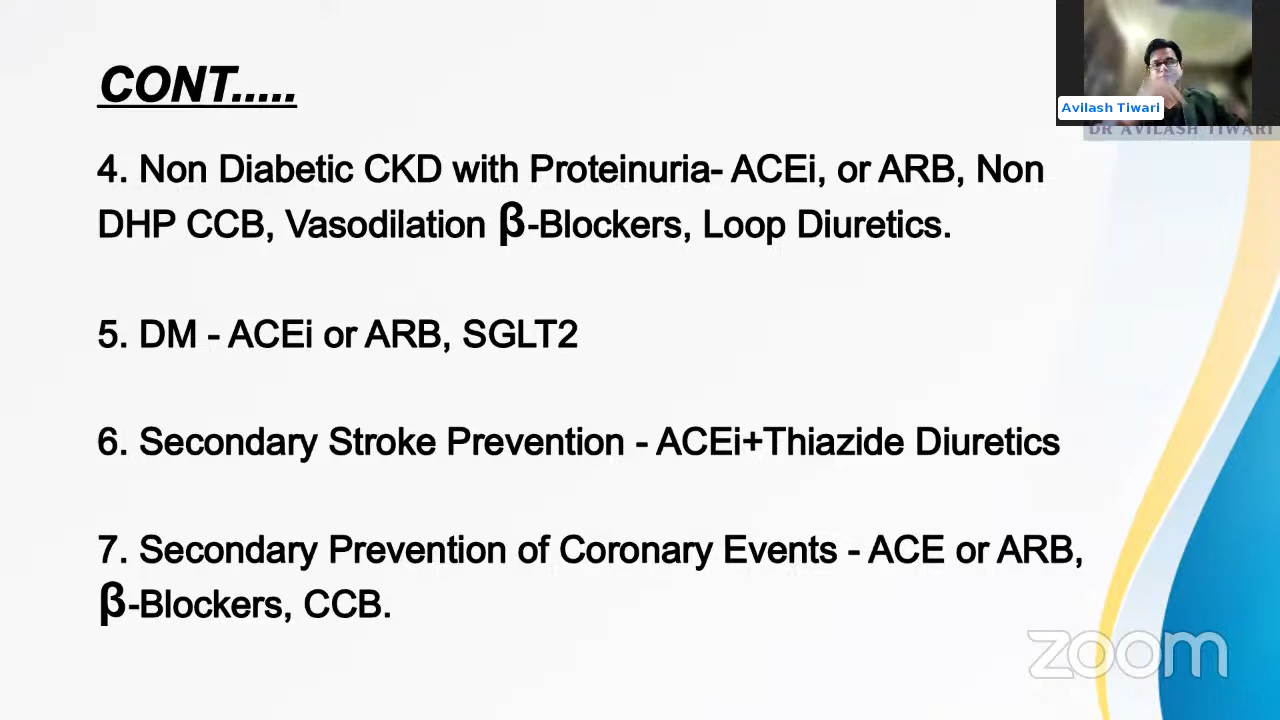 CONT.....
Avilash Tiwari
DR AVILASH TIWARI
4. Non Diabetic CKD with Proteinuria- ACEi, or ARB, Non
DHP CCB, Vasodilation β-Blockers, Loop Diuretics.
5. DM - ACEi or ARB, SGLT2
6. Secondary Stroke Prevention - ACEi+Thiazide Diuretics
7. Secondary Prevention of Coronary Events - ACE or ARB,
β-Blockers, CCB.
zoom